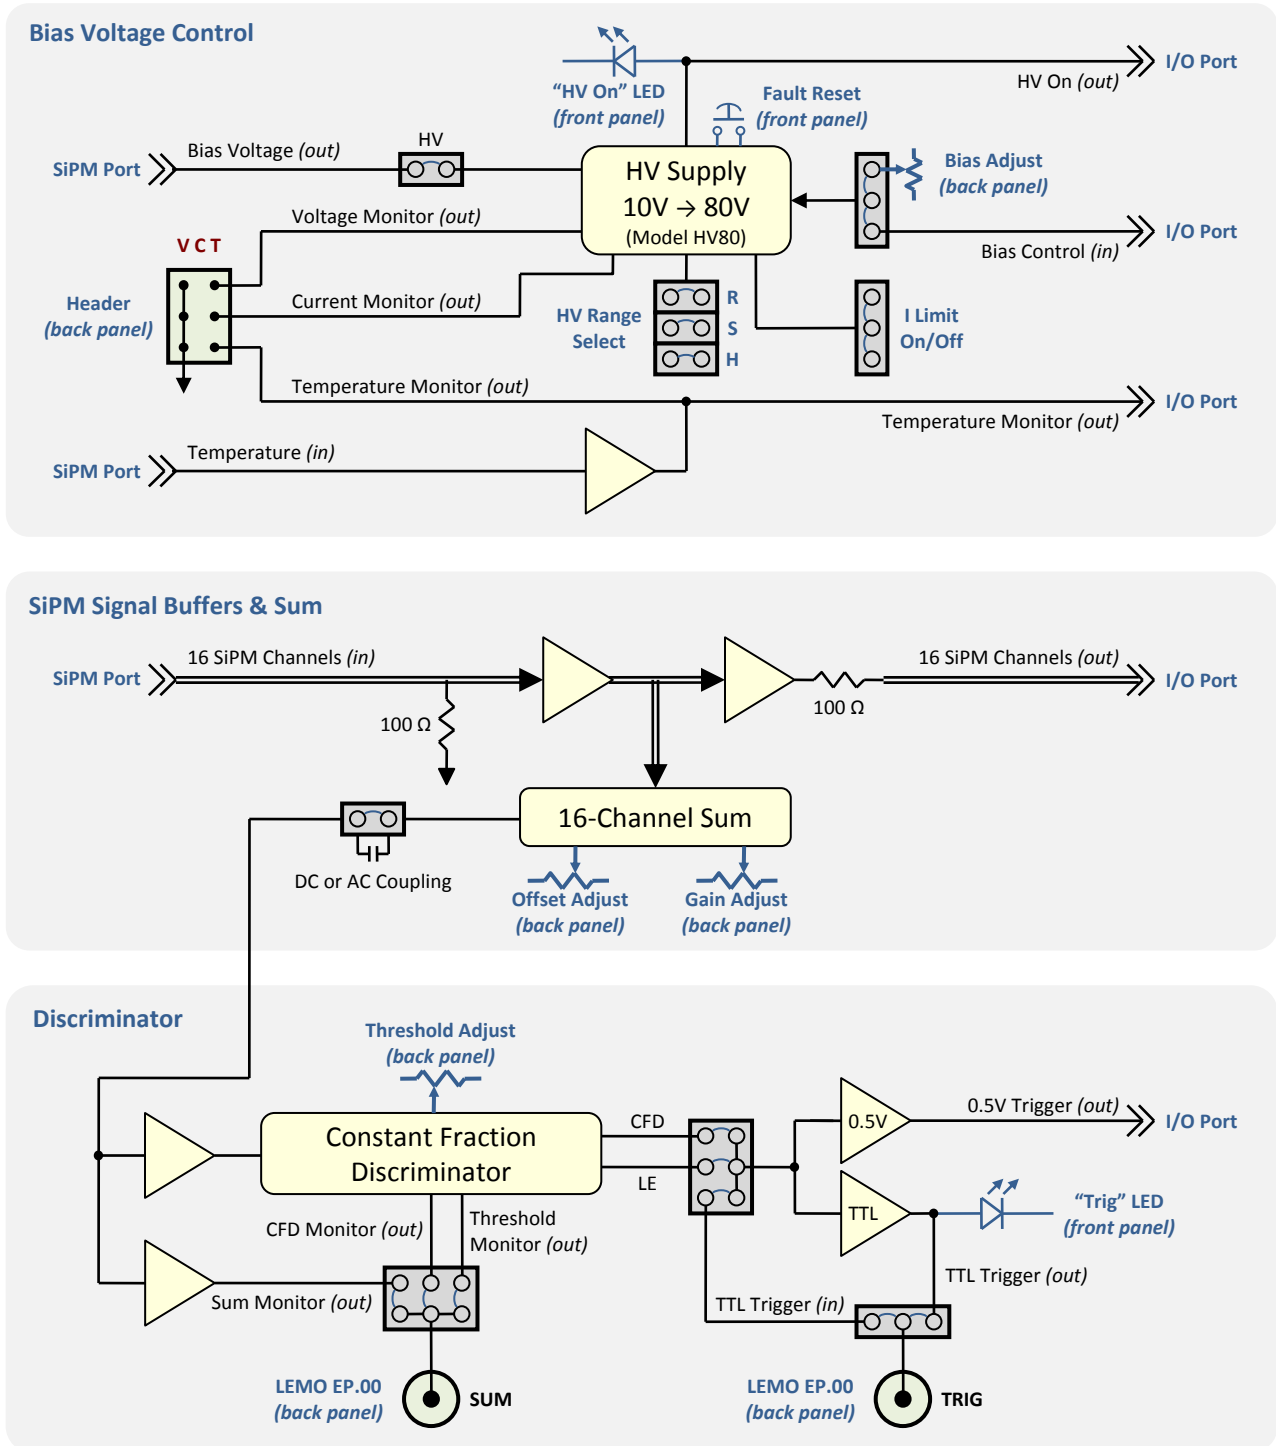 Bias Voltage Control
I/O Port
HV On (out)
"HV On" LED
(front panel)
Fault Reset
(front panel)
HV
Bias Voltage (out)
SiPM Port
HV Supply
10V → 80V
(Model HV80)
Bias Adjust
(back panel)
Voltage Monitor (out)
I/O Port
Bias Control (in)
V C T
Header
(back panel)
Current Monitor (out)
HV Range
Select
R
S
H
I Limit
On/Off
Temperature Monitor (out)
I/O Port
Temperature Monitor (out)
Temperature (in)
SiPM Port
SiPM Signal Buffers & Sum
16 SiPM Channels (in)
SiPM Port
16 SiPM Channels (out)
I/O Port
100 Ω
100 Ω
16-Channel Sum
DC or AC Coupling
Offset Adjust
(back panel)
Gain Adjust
(back panel)
Discriminator
Threshold Adjust
(back panel)
Constant Fraction
Discriminator
CFD
LE
0.5V
0.5V Trigger (out)
I/O Port
TTL
"Trig" LED
(front panel)
CFD Monitor (out)
Threshold
Monitor (out)
TTL Trigger (out)
Sum Monitor (out)
TTL Trigger (in)
LEMO EP.00
(back panel)
SUM
LEMO EP.00
(back panel)
TRIG